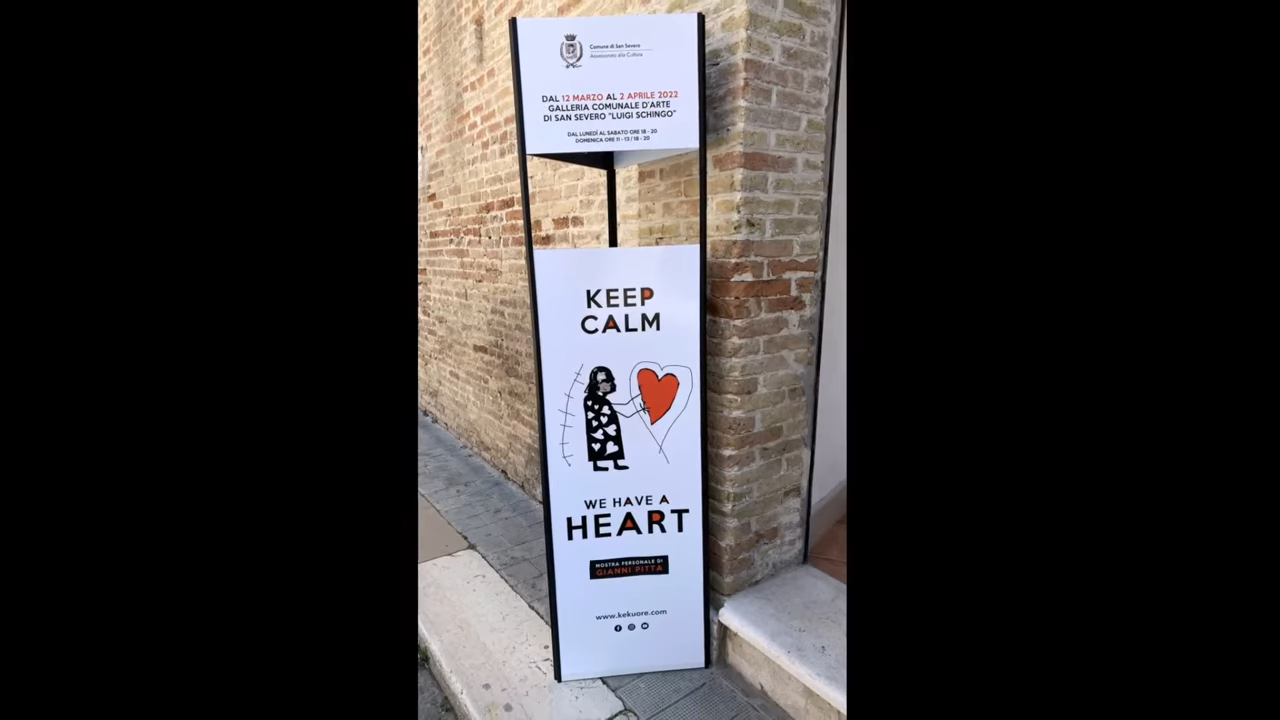 Comune di San Severo
Assessorato alla Cultura
DAL 12 MARZO AL 2 APRILE 2022
GALLERIA COMUNALE D'ARTE
DI SAN SEVERO "LUIGI SCHINGO"
DAL LUNEDÌ AL SABATO ORE 18 - 20
DOMENICA ORE 11 - 13 / 18 - 20
KEEP
CALM
WE HAVE A
HEART
MOSTRA PERSONALE DI
GIANNI PITTA
www.kekuore.com